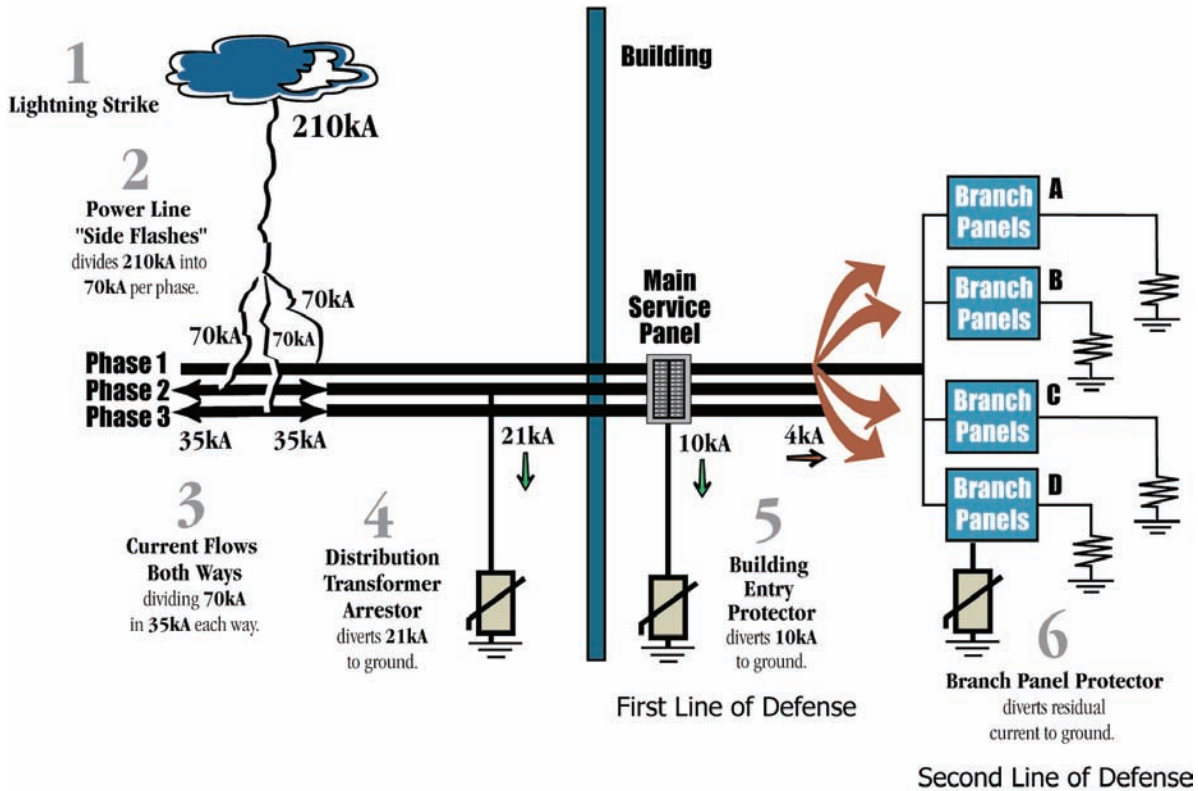 1
Lightning Strike
210kA
2
Power Line
"Side Flashes"
divides 210kA into
70kA per phase.
70kA
70kA
70kA
Phase 1
Phase 2
Phase 3
35kA
35kA
3
Current Flows
Both Ways
dividing 70kA
in 35kA each way.
21kA
4
Distribution
Transformer
Arrestor
diverts 21kA
to ground.
Building
Main
Service
Panel
10kA
4kA
5
Building
Entry
Protector
diverts 10kA
to ground.
First Line of Defense
Branch
Panels
A
Branch
Panels
B
Branch
Panels
C
Branch
Panels
D
6
Branch Panel Protector
diverts residual
current to ground.
Second Line of Defense